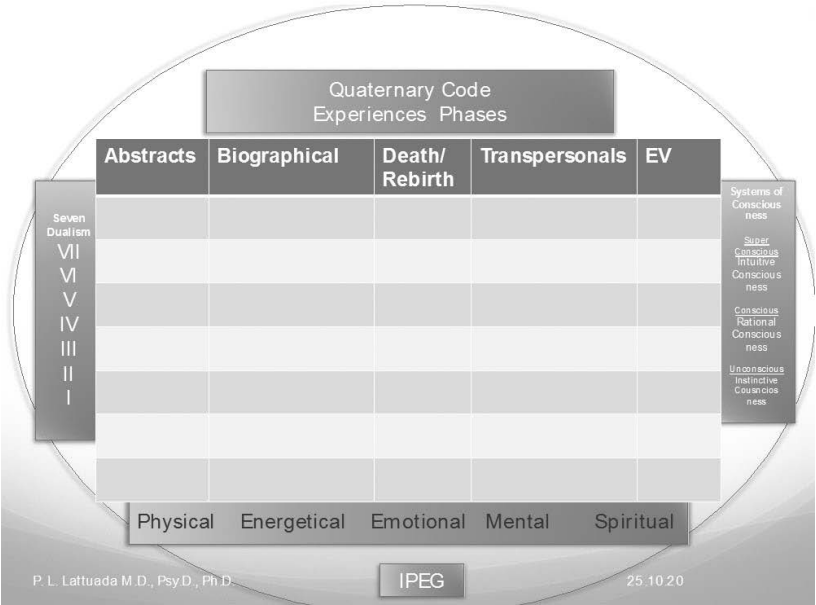 Quaternary Code
Experiences Phases
Abstracts Biographical Death/ Transpersonals EV
Rebirth
Seven
Dualism
VII
VI
V
IV
III
II
I
Systems of
Conscious
ness
Super
Conscious
Intuitive
Conscious
ness
Conscious
Rational
Conscious
ness
Unconscious
Instinctive
Cousncios
ness
Physical Energetical Emotional Mental Spiritual
P. L. Lattuada M.D., Psy D., Ph D. IPEG 25.10.20